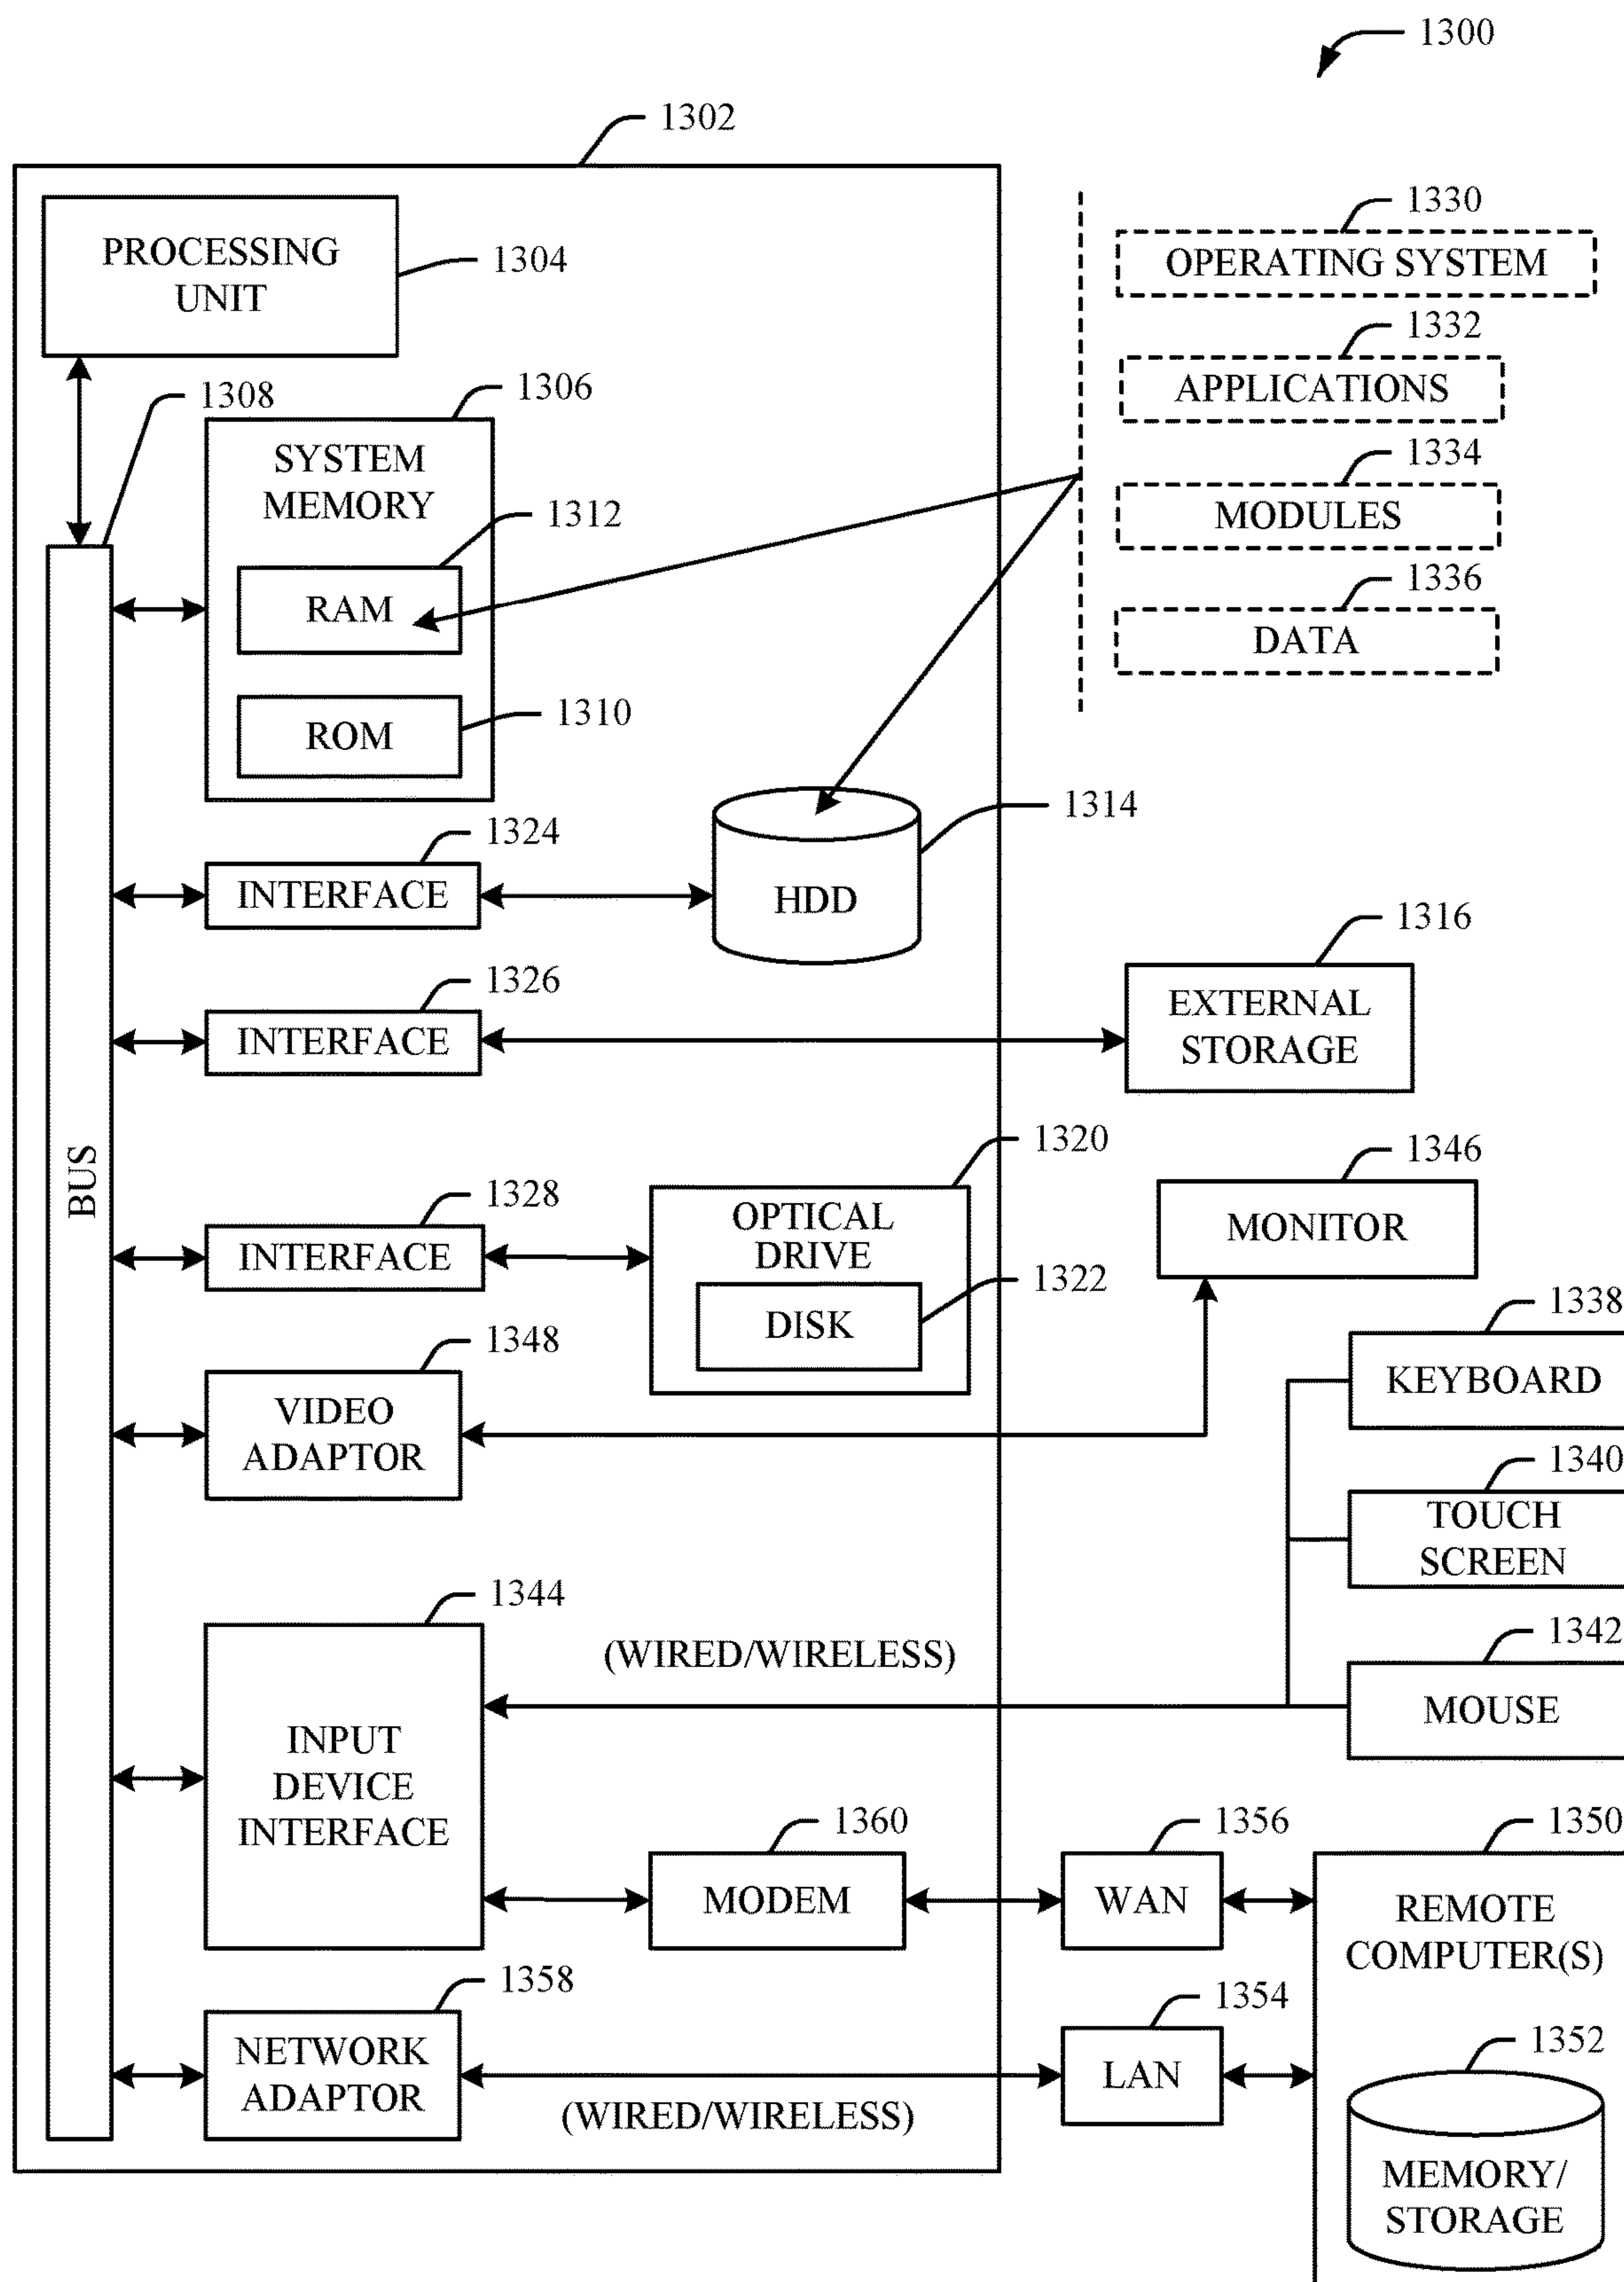 1300
1302
PROCESSING
UNIT
1304
1330
OPERATING SYSTEM
1332
APPLICATIONS
1334
MODULES
1336
DATA
1308
1306
SYSTEM
MEMORY
1312
RAM
1310
ROM
1324
INTERFACE
1314
HDD
1326
INTERFACE
1316
EXTERNAL
STORAGE
BUS
1328
INTERFACE
1320
OPTICAL
DRIVE
1322
DISK
1346
MONITOR
1348
VIDEO
ADAPTOR
1338
KEYBOARD
1340
TOUCH
SCREEN
1342
MOUSE
1344
INPUT
DEVICE
INTERFACE
(WIRED/WIRELESS)
1360
MODEM
1356
WAN
1350
REMOTE
COMPUTER(S)
1358
NETWORK
ADAPTOR
(WIRED/WIRELESS)
1354
LAN
1352
MEMORY/
STORAGE